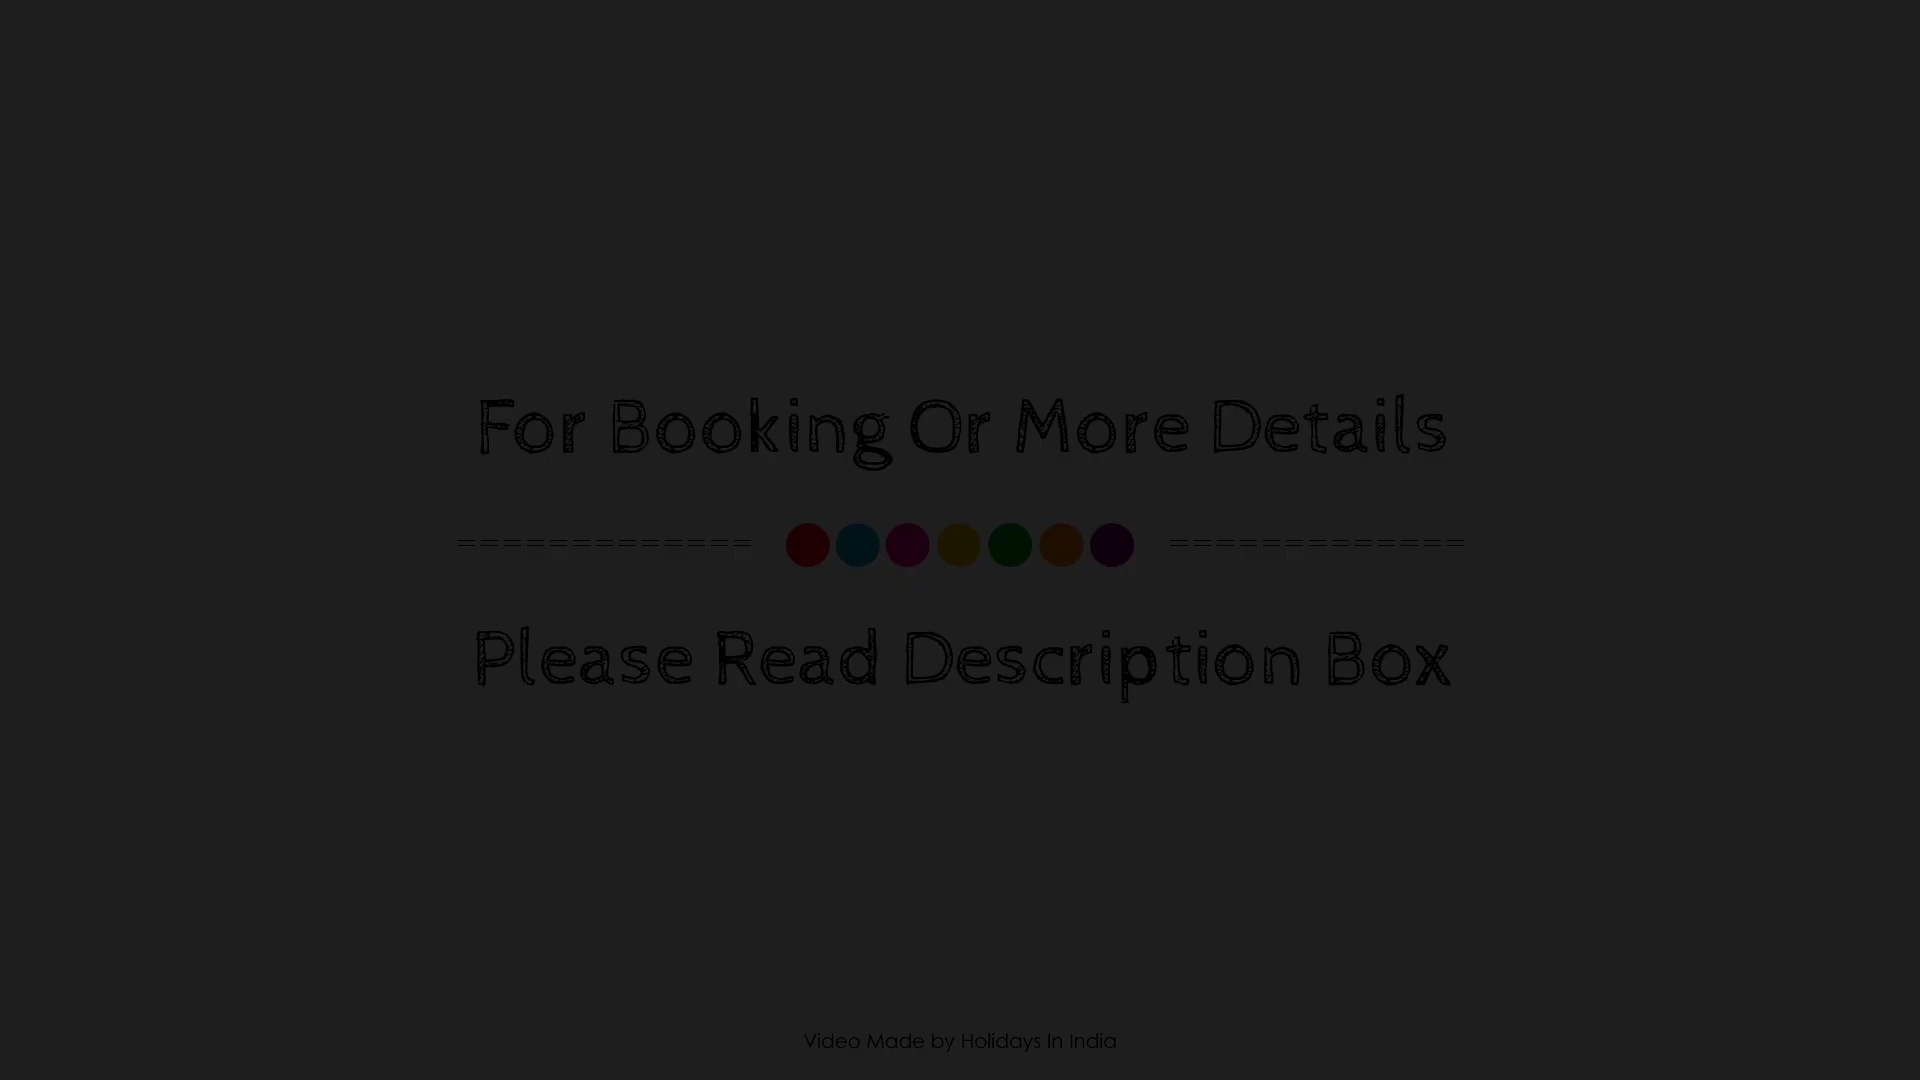 For Booking Or More Details
============= =============
Please Read Description Box
Video Made by Holidays In India